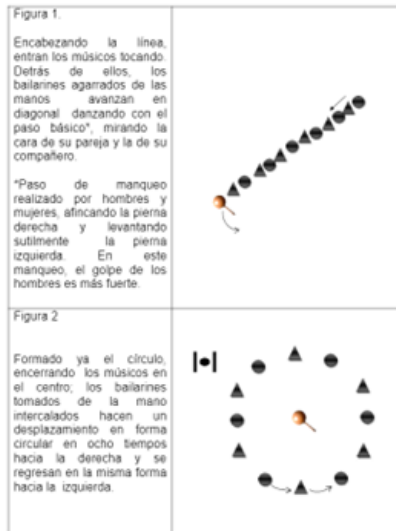 Figura 1.
Encabezando la línea,
entran los músicos tocando.
Detrás de ellos, los
bailarines agarrados de las
manos avanzan en
diagonal danzando con el
paso básico*, mirando la
cara de su pareja y la de su
compañero.
*Paso de manqueo
realizado por hombres y
mujeres, afincando la pierna
derecha y levantando
sutilmente la pierna
izquierda. En este
manqueo, el golpe de los
hombres es más fuerte.
Figura 2
Formado ya el círculo,
encerrando los músicos en
el centro; los bailarines
tomados de la mano
intercalados hacen un
desplazamiento en forma
circular en ocho tiempos
hacia la derecha y se
regresan en la misma forma
hacia la izquierda.